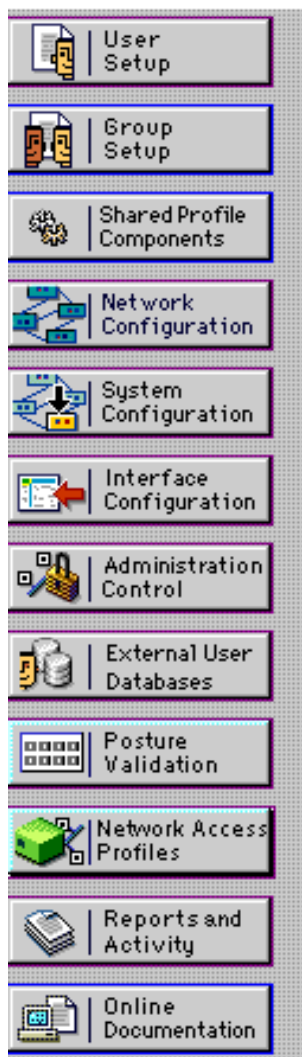 User
Setup
Group
Setup
Shared Profile
Components
Network
Configuration
System
Configuration
Interface
Configuration
Administration
Control
External User
Databases
Posture
Validation
Network Access
Profiles
Reports and
Activity
Online
Documentation